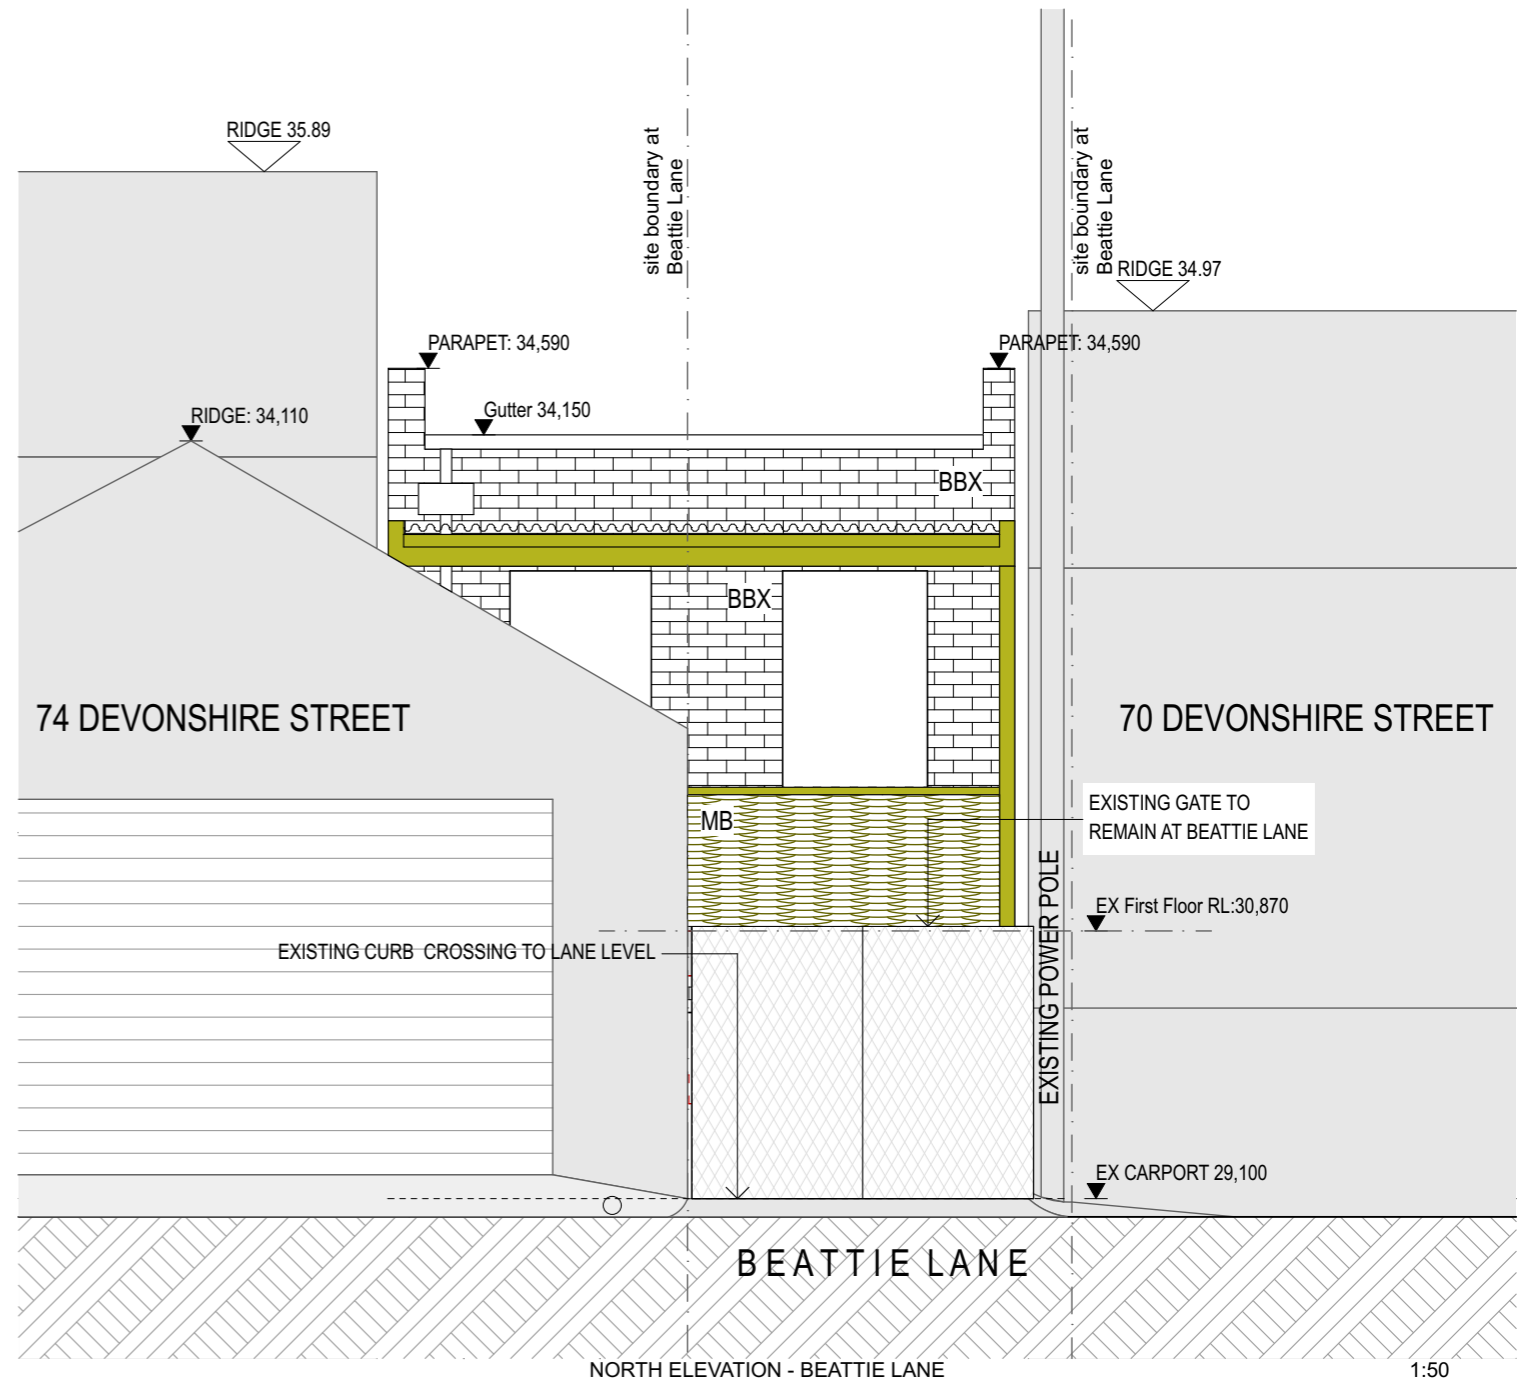 RIDGE 35.89
site boundary at
Beattie Lane
site boundary at
Beattie Lane
RIDGE 34.97
PARAPET: 34,590
PARAPET: 34,590
RIDGE: 34,110
Gutter 34,150
BBX
BBX
74 DEVONSHIRE STREET
70 DEVONSHIRE STREET
MB
EXISTING GATE TO
REMAIN AT BEATTIE LANE
EX First Floor RL:30,870
EXISTING CURB CROSSING TO LANE LEVEL
EXISTING POWER POLE
EX CARPORT 29,100
BEATTIE LANE
NORTH ELEVATION - BEATTIE LANE
1:50